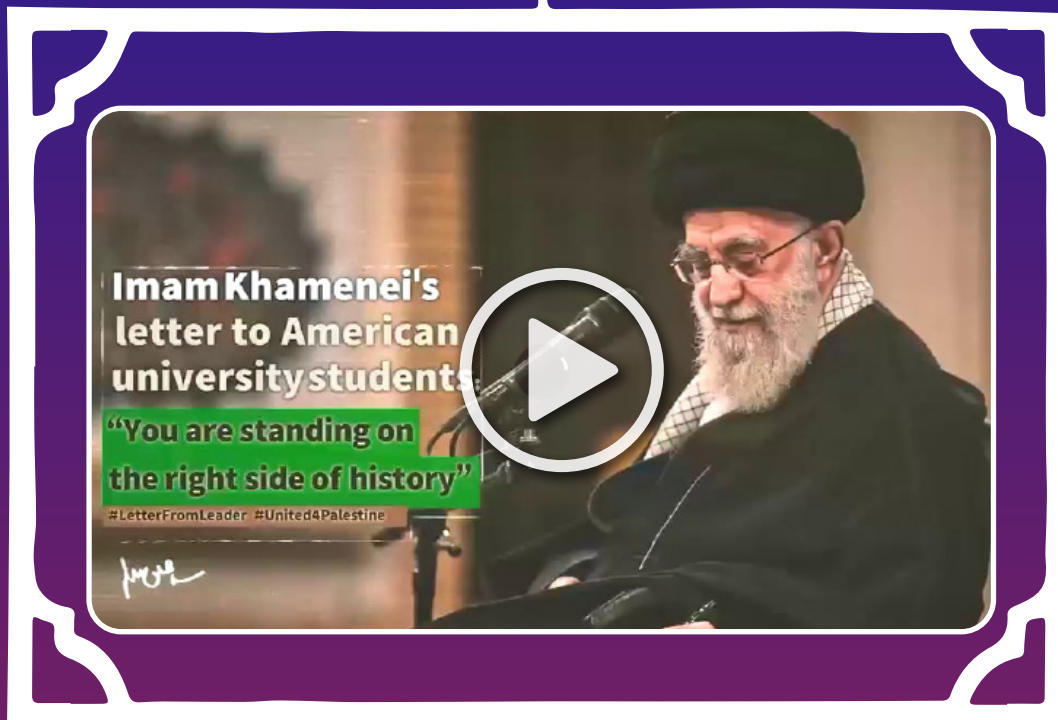 Imam Khamenei's
letter to American
university students:
“You are standing on
the right side of history”
#LetterFromLeader #United4Palestine